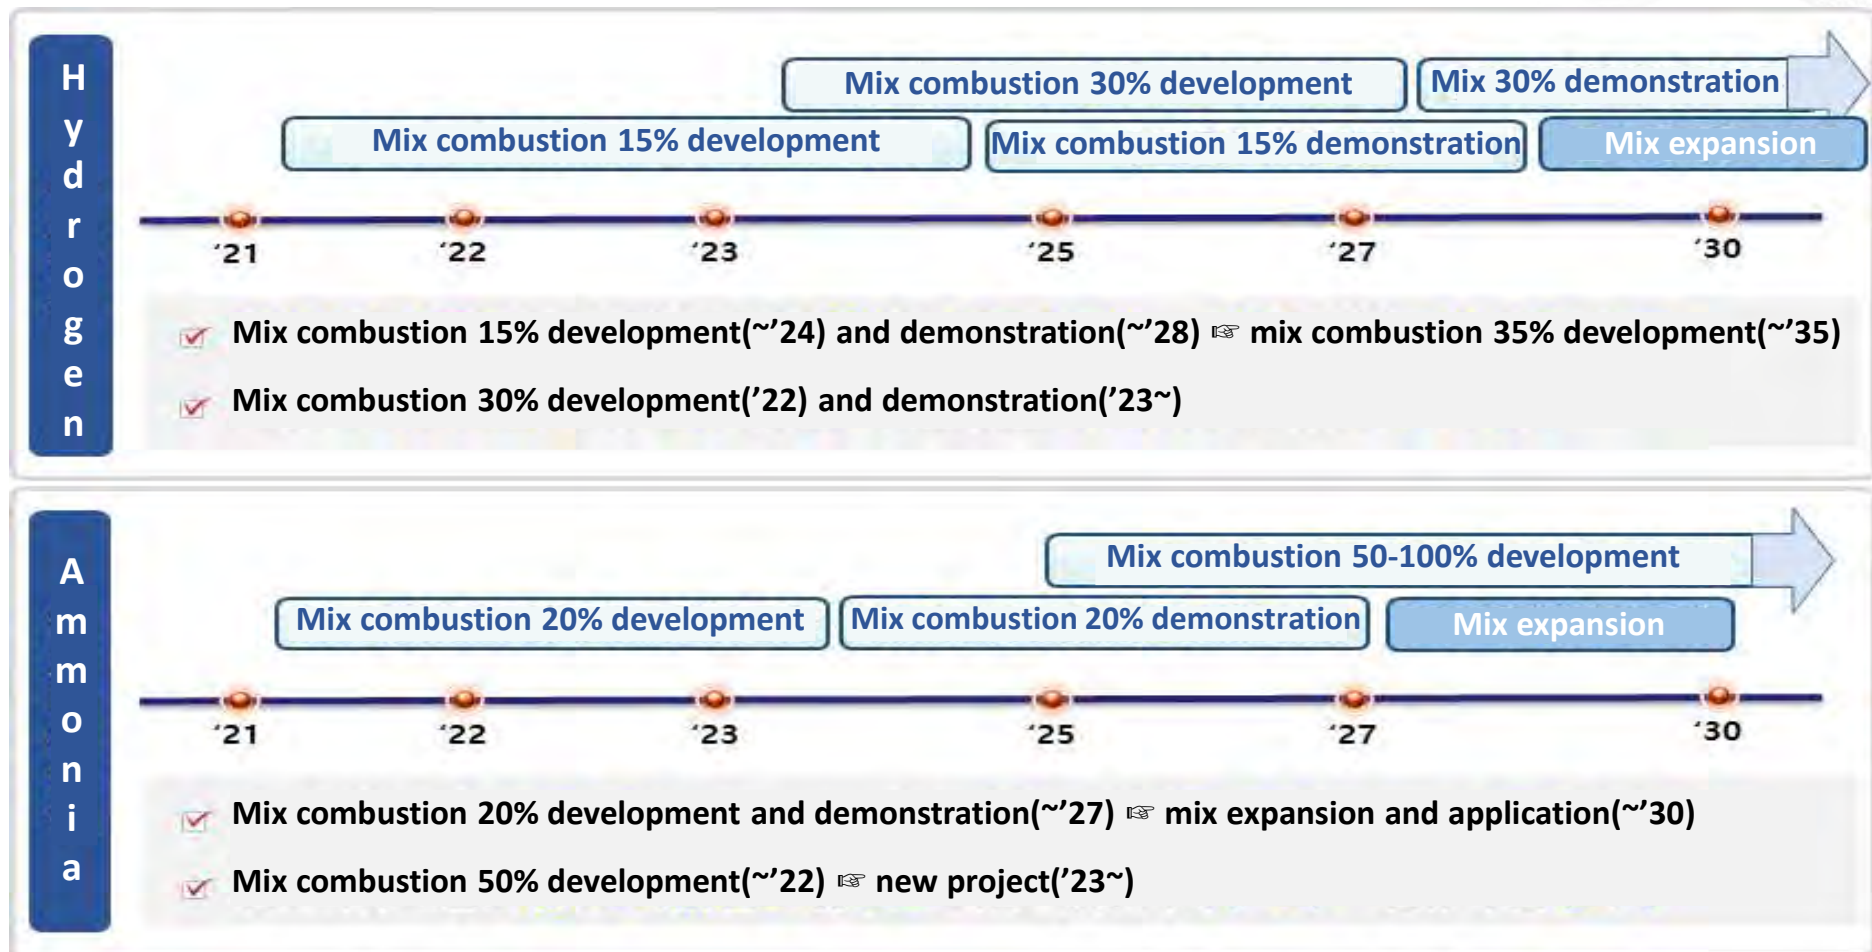 Hydrogen
Mix combustion 30% development
Mix 30% demonstration
Mix combustion 15% development
Mix combustion 15% demonstration
Mix expansion
‘21
‘22
‘23
‘25
‘27
‘30
Mix combustion 15% development(~’24) and demonstration(~’28) ☞ mix combustion 35% development(~’35)
Mix combustion 30% development(’22) and demonstration(’23~)
Ammonia
Mix combustion 50-100% development
Mix combustion 20% development
Mix combustion 20% demonstration
Mix expansion
‘21
‘22
‘23
‘25
‘27
‘30
Mix combustion 20% development and demonstration(~’27) ☞ mix expansion and application(~’30)
Mix combustion 50% development(~’22) ☞ new project(’23~)